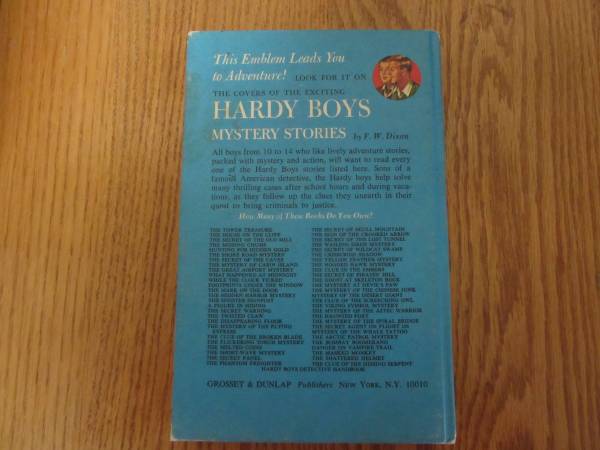 This Emblem Leads You
to Adventure! LOOK FOR IT ON
THE COVERS OF THE EXCITING
HARDY BOYS
MYSTERY STORIES by F. W. Dixon
All boys from 10 to 14 who like lively adventure stories,
packed with mystery and action, will want to read every
one of the Hardy Boys stories listed here. Sons of a
famous American detective, the Hardy boys help solve
many thrilling cases after school hours and during vaca-
tions, as they follow up the clues they unearth in their
quest to bring criminals to justice.
How Many of These Books Do You Own?
THE TOWER TREASURE
THE HOUSE ON THE CLIFF
THE SECRET OF THE OLD MILL
THE MISSING CHUMS
HUNTING FOR HIDDEN GOLD
THE SHORE ROAD MYSTERY
THE SECRET OF THE CAVES
THE MYSTERY OF CABIN ISLAND
THE GREAT AIRPORT MYSTERY
WHAT HAPPENED AT MIDNIGHT
WHILE THE CLOCK TICKED
FOOTPRINTS UNDER THE WINDOW
THE MARK ON THE DOOR
THE HIDDEN HARBOR MYSTERY
THE SINISTER SIGNPOST
A FIGURE IN HIDING
THE SECRET WARNING
THE TWISTED CLAW
THE DISAPPEARING FLOOR
THE MYSTERY OF THE FLYING
EXPRESS
THE CLUE OF THE BROKEN BLADE
THE FLICKERING TORCH MYSTERY
THE MELTED COINS
THE SHORT-WAVE MYSTERY
THE SECRET PANEL
THE PHANTOM FREIGHTER
THE SECRET OF SKULL MOUNTAIN
THE SIGN OF THE CROOKED ARROW
THE SECRET OF THE LOST TUNNEL
THE WAILING SIREN MYSTERY
THE SECRET OF WILDCAT SWAMP
THE CRISSCROSS SHADOW
THE YELLOW FEATHER MYSTERY
THE HOODED HAWK MYSTERY
THE CLUE IN THE EMBERS
THE SECRET OF PIRATES' HILL
THE GHOST AT SKELETON ROCK
THE MYSTERY AT DEVIL'S PAW
THE MYSTERY OF THE CHINESE JUNK
MYSTERY OF THE DESERT GIANT
THE CLUE OF THE SCREECHING OWL
THE VIKING SYMBOL MYSTERY
THE MYSTERY OF THE AZTEC WARRIOR
THE HAUNTED FORT
THE MYSTERY OF THE SPIRAL BRIDGE
THE SECRET AGENT ON FLIGHT 101
MYSTERY OF THE WHALE TATTOO
THE ARCTIC PATROL MYSTERY
THE BOMBAY BOOMERANG
DANGER ON VAMPIRE TRAIL
THE MASKED MONKEY
THE SHATTERED HELMET
THE CLUE OF THE HISSING SERPENT
HARDY BOYS DETECTIVE HANDBOOK
GROSSET & DUNLAP Publishers NEW YORK, N.Y. 10010